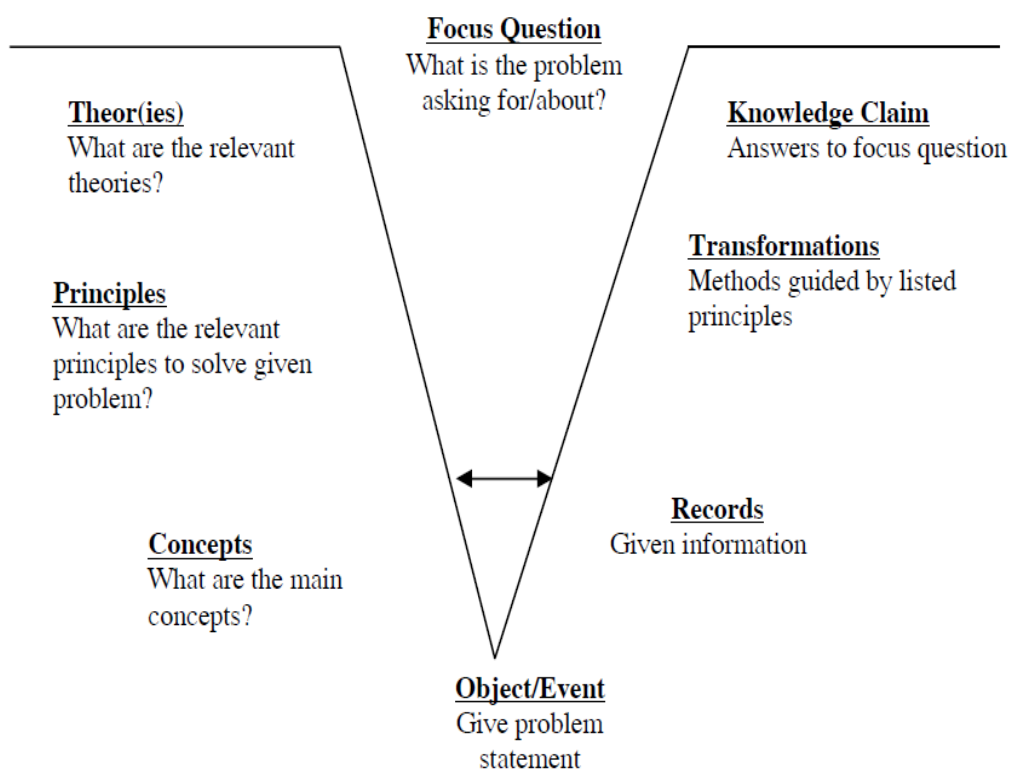 Focus Question
What is the problem
asking for/about?
Theor(ies)
What are the relevant
theories?
Knowledge Claim
Answers to focus question
Transformations
Methods guided by listed
principles
Principles
What are the relevant
principles to solve given
problem?
Records
Given information
Concepts
What are the main
concepts?
Object/Event
Give problem
statement